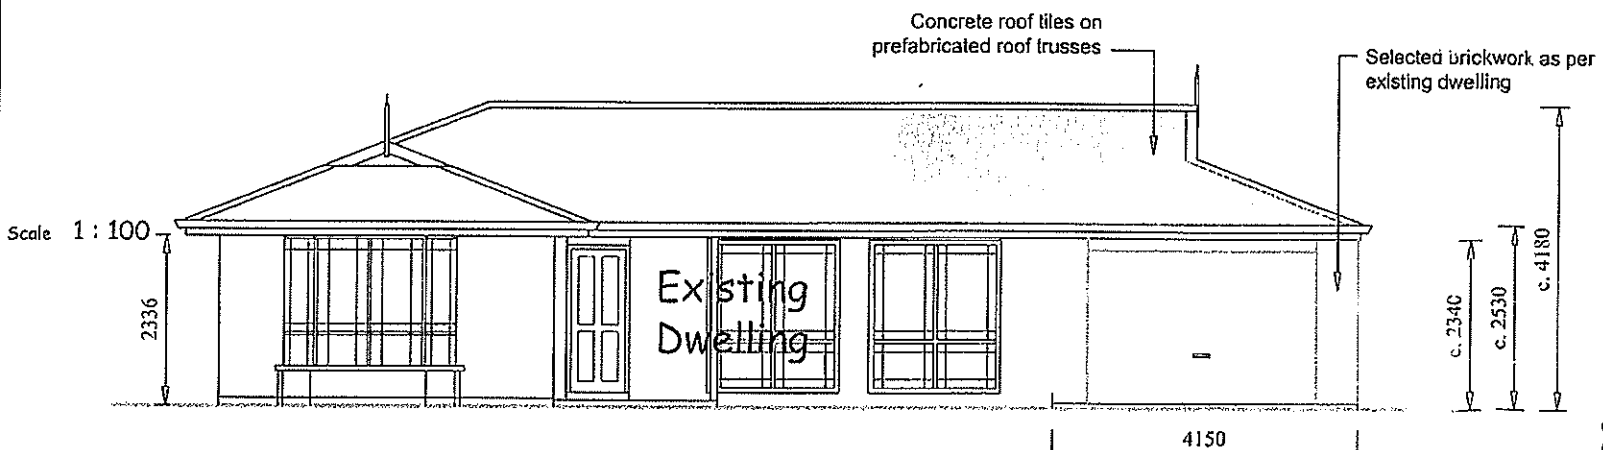 Concrete roof tiles on
prefabricated roof trusses
Selected brickwork as per
existing dwelling
Scale 1 : 100
2336
Existing
Dwelling
c. 2340
c. 2530
c. 4180
4150